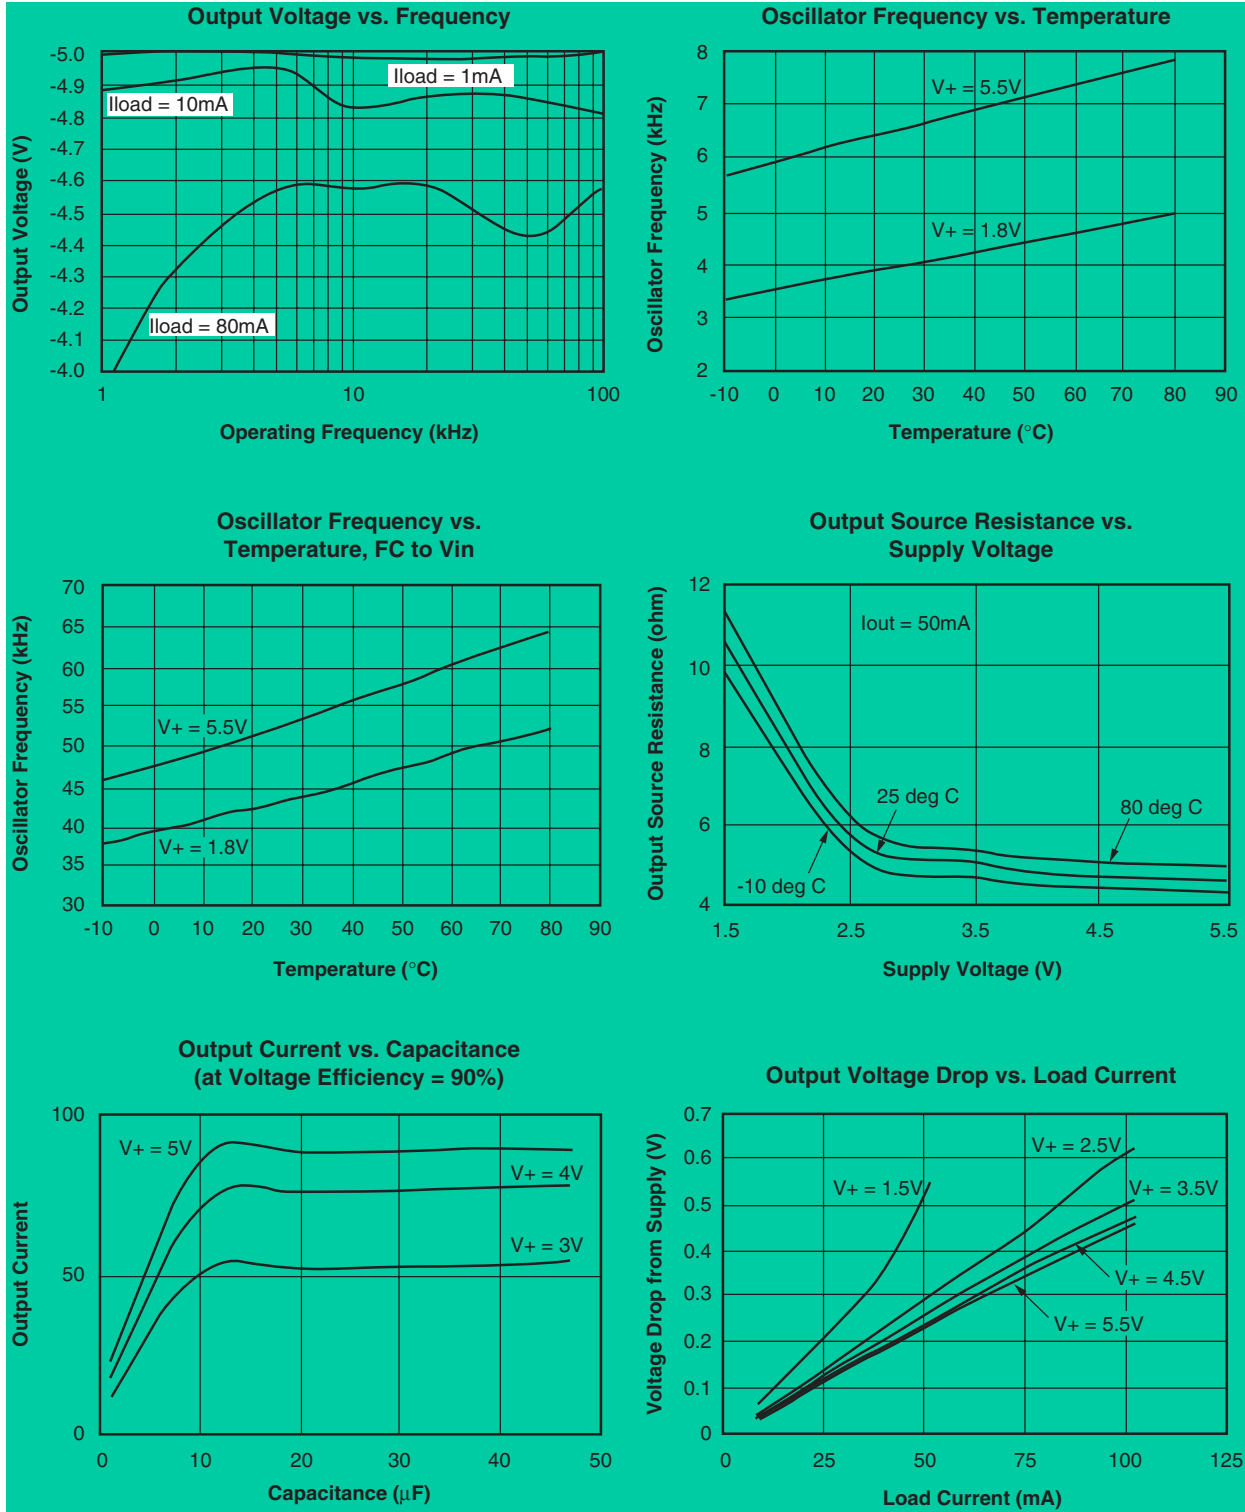 Output Voltage vs. Frequency
Output Voltage (V)
-5.0
-4.9
-4.8
-4.7
-4.6
-4.5
-4.4
-4.3
-4.2
-4.1
-4.0
Iload = 1mA
Iload = 10mA
Iload = 80mA
1
10
100
Operating Frequency (kHz)
Oscillator Frequency vs. Temperature
Oscillator Frequency (kHz)
8
7
6
5
4
3
2
V+ = 5.5V
V+ = 1.8V
-10 0 10 20 30 40 50 60 70 80 90
Temperature (°C)
Oscillator Frequency vs.
Temperature, FC to Vin
Oscillator Frequency (kHz)
70
65
60
55
50
45
40
35
30
V+ = 5.5V
V+ = 1.8V
-10 0 10 20 30 40 50 60 70 80 90
Temperature (°C)
Output Source Resistance vs.
Supply Voltage
Output Source Resistance (ohm)
12
10
8
6
4
Iout = 50mA
25 deg C
80 deg C
-10 deg C
1.5 2.5 3.5 4.5 5.5
Supply Voltage (V)
Output Current vs. Capacitance
(at Voltage Efficiency = 90%)
Output Current
100
50
0
V+ = 5V
V+ = 4V
V+ = 3V
0 10 20 30 40 50
Capacitance (µF)
Output Voltage Drop vs. Load Current
Voltage Drop from Supply (V)
0.7
0.6
0.5
0.4
0.3
0.2
0.1
0
V+ = 2.5V
V+ = 1.5V
V+ = 3.5V
V+ = 4.5V
V+ = 5.5V
0 25 50 75 100 125
Load Current (mA)